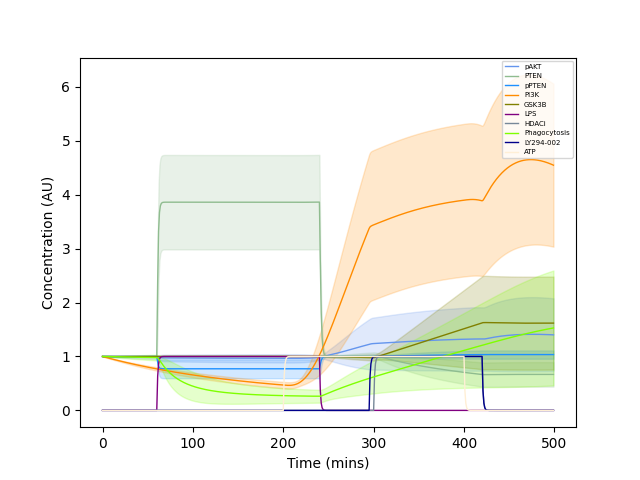 6
5
4
3
2
1
0
Concentration (AU)
0
100
200
300
400
500
Time (mins)
pAKT
PTEN
pPTEN
PI3K
GSK3B
LPS
HDACi
Phagocytosis
LY294-002
ATP